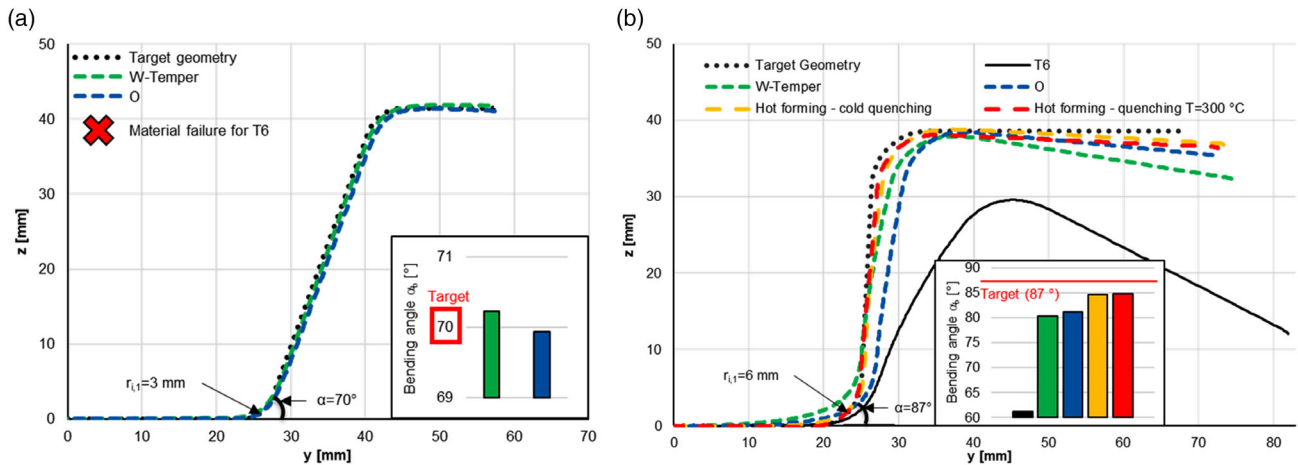 (a)
50
40
30
20
10
0
z [mm]
Target geometry
W-Temper
O
Material failure for T6
r_i,1=3 mm
α=70°
Bending angle α_b [°]
71
Target
70
69
0 10 20 30 40 50 60 70
y [mm]
(b)
50
40
30
20
10
0
z [mm]
Target Geometry
T6
W-Temper
O
Hot forming - cold quenching
Hot forming - quenching T=300 °C
r_i,1=6 mm
α=87°
Bending angle α_b [°]
90
Target (87 °)
85
80
75
70
65
60
0 10 20 30 40 50 60 70 80
y [mm]